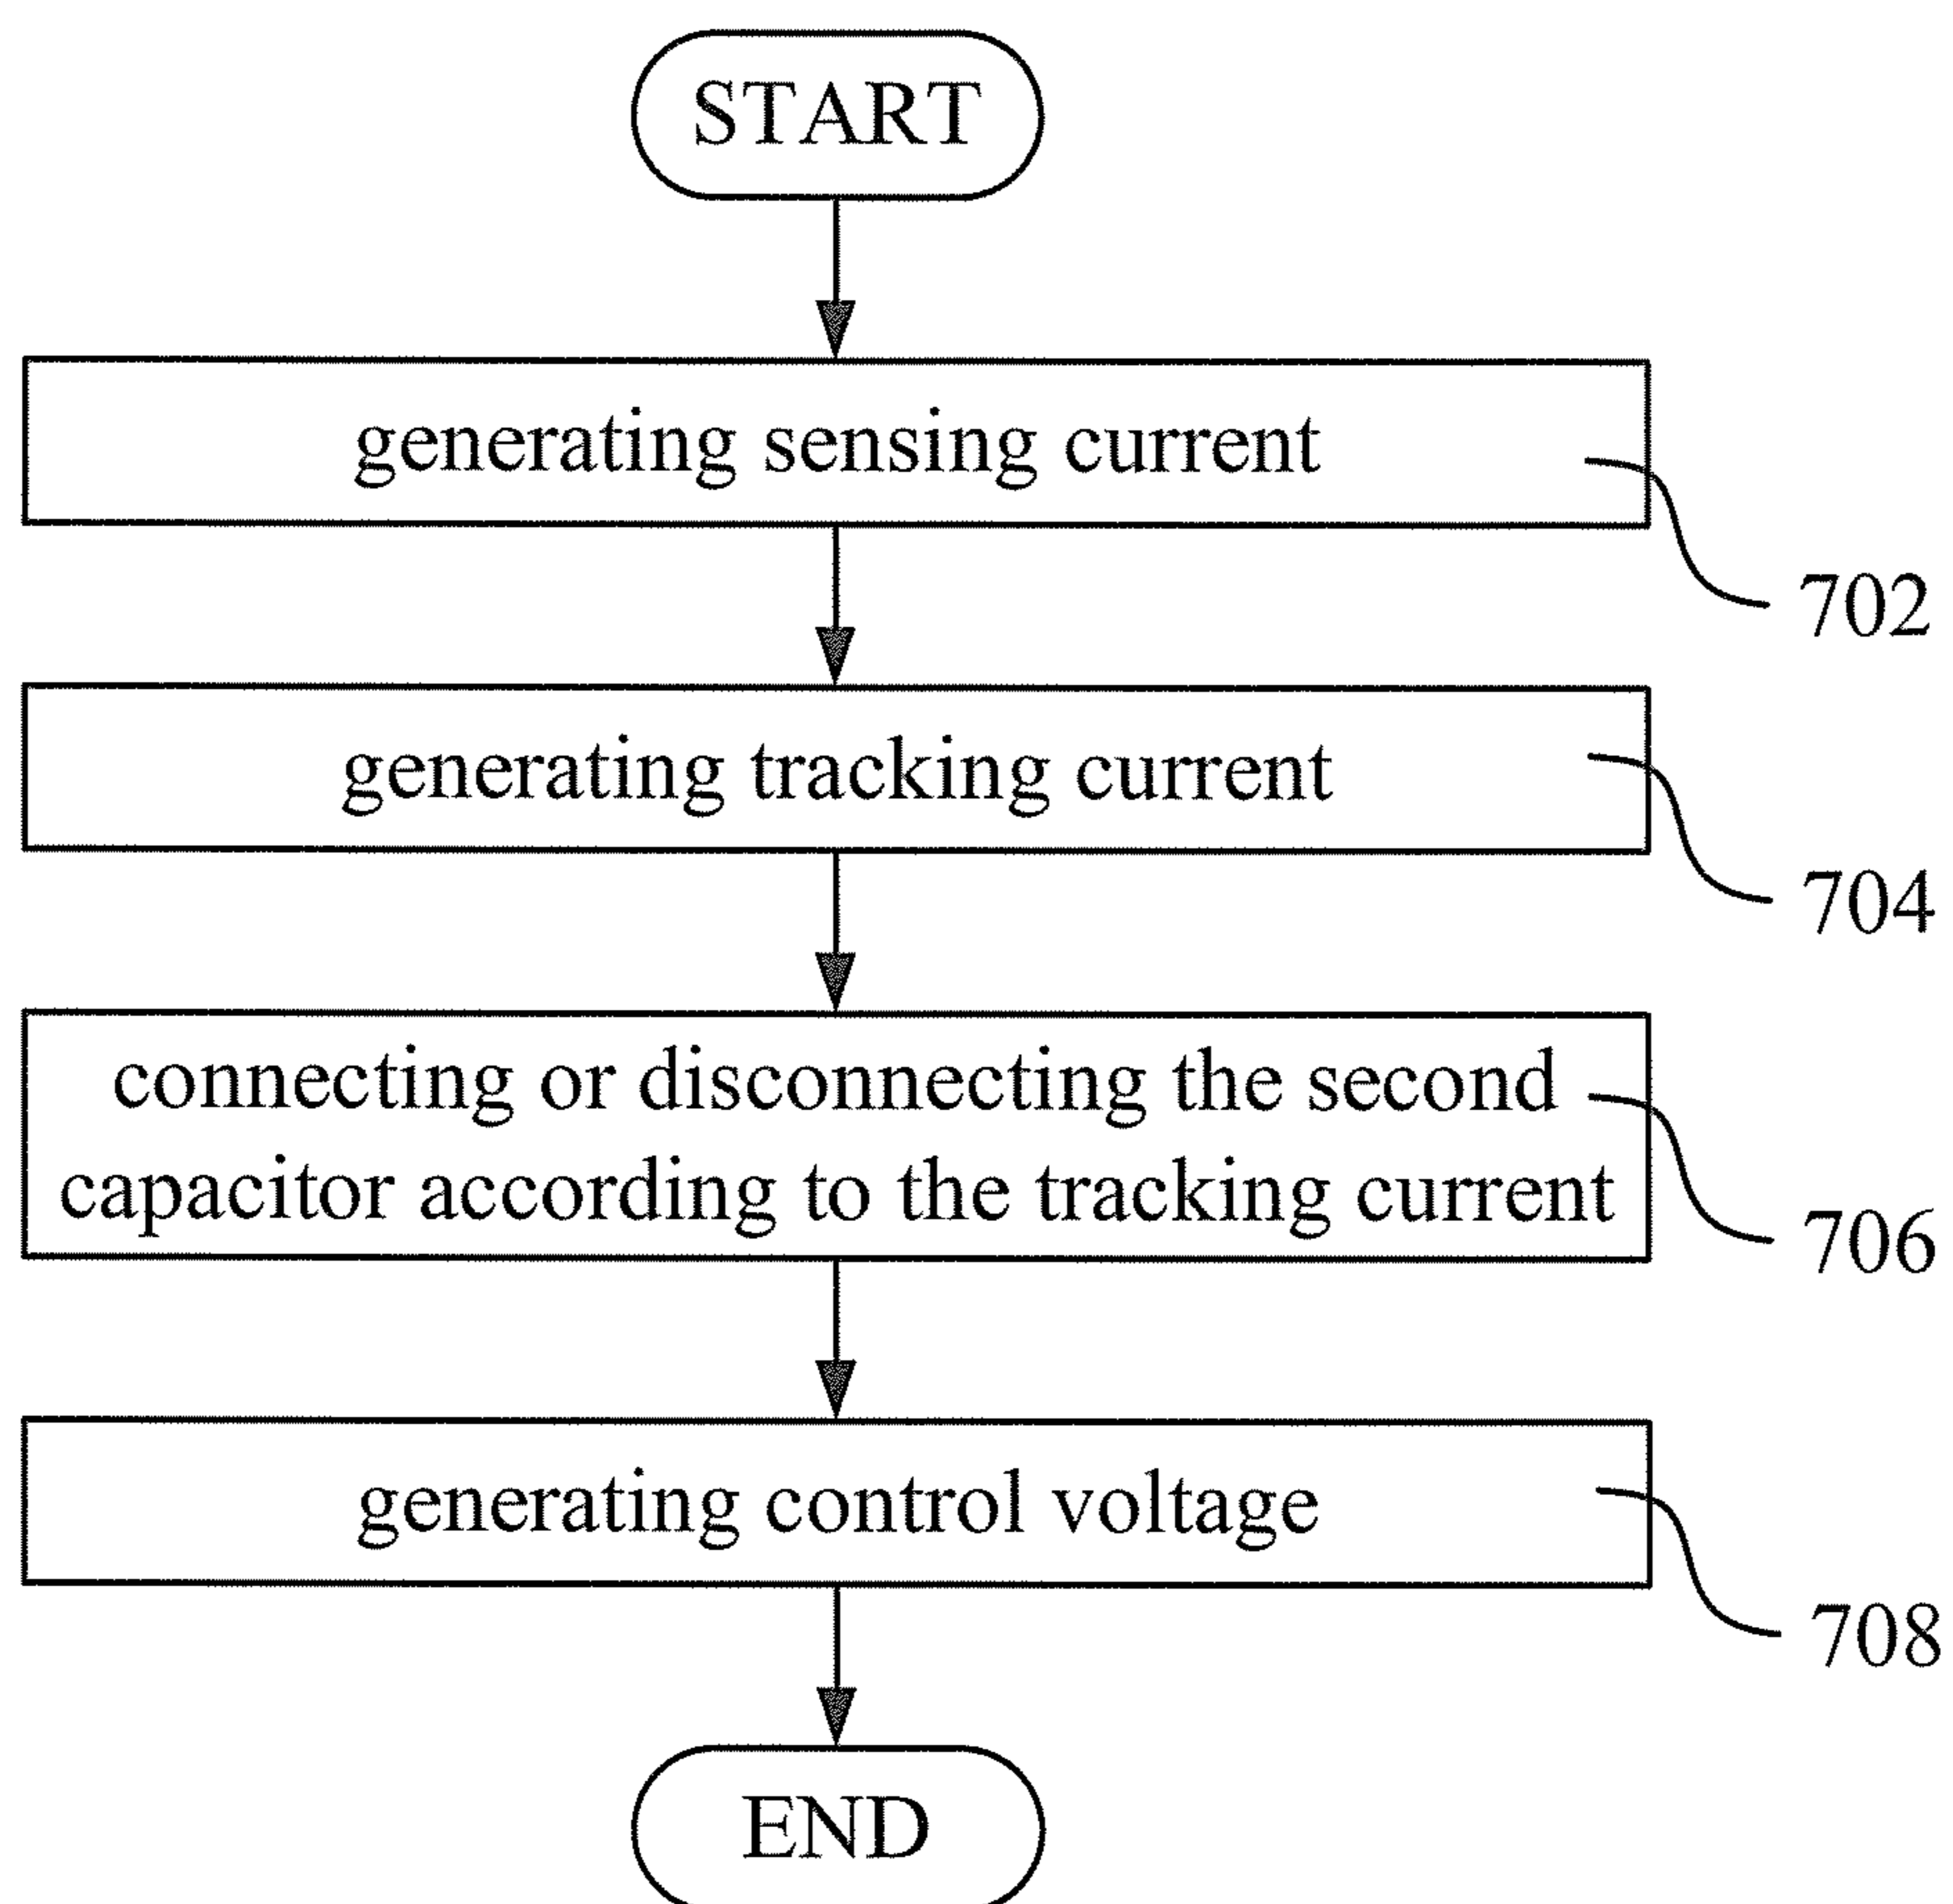 START
generating sensing current
702
generating tracking current
704
connecting or disconnecting the second
capacitor according to the tracking current
706
generating control voltage
708
END